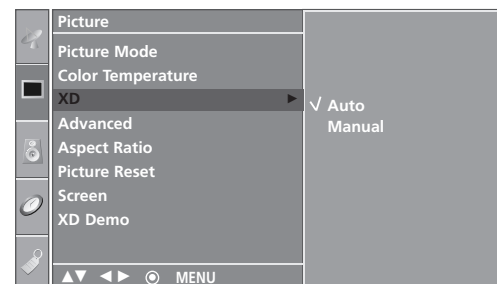 Picture
Picture Mode
Color Temperature
XD ►
Advanced
Aspect Ratio
Picture Reset
Screen
XD Demo
√ Auto
Manual
▲▼ ◄► ◉ MENU